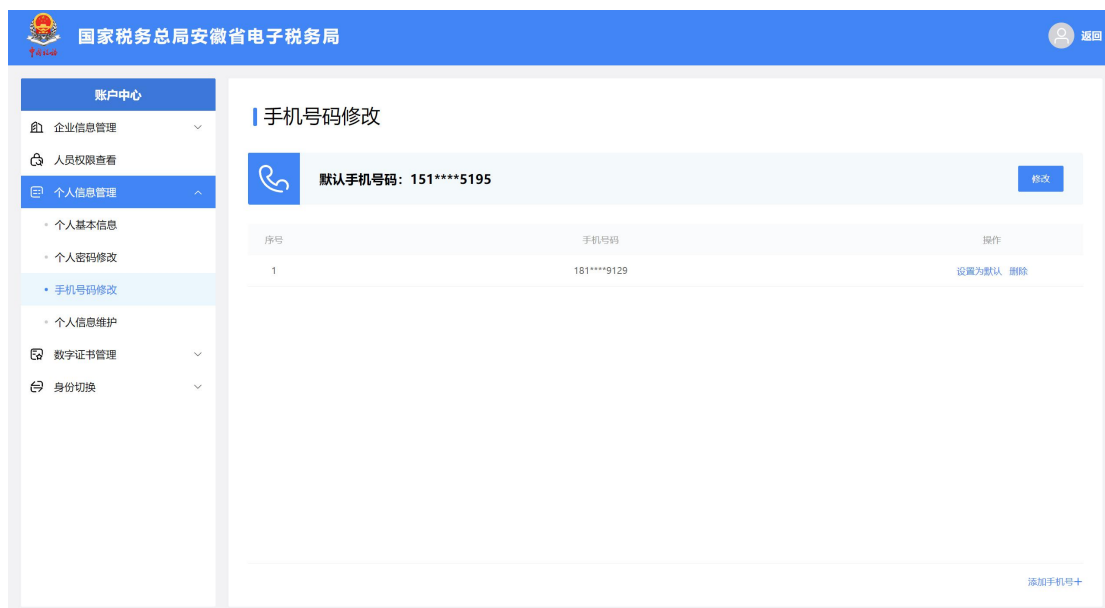 国家税务总局安徽省电子税务局
返回
账户中心
企业信息管理
人员权限查看
个人信息管理
个人基本信息
个人密码修改
手机号码修改
个人信息维护
数字证书管理
身份切换
手机号码修改
默认手机号码：151****5195
修改
序号 手机号码 操作
1 181****9129 设置为默认 删除
添加手机号+